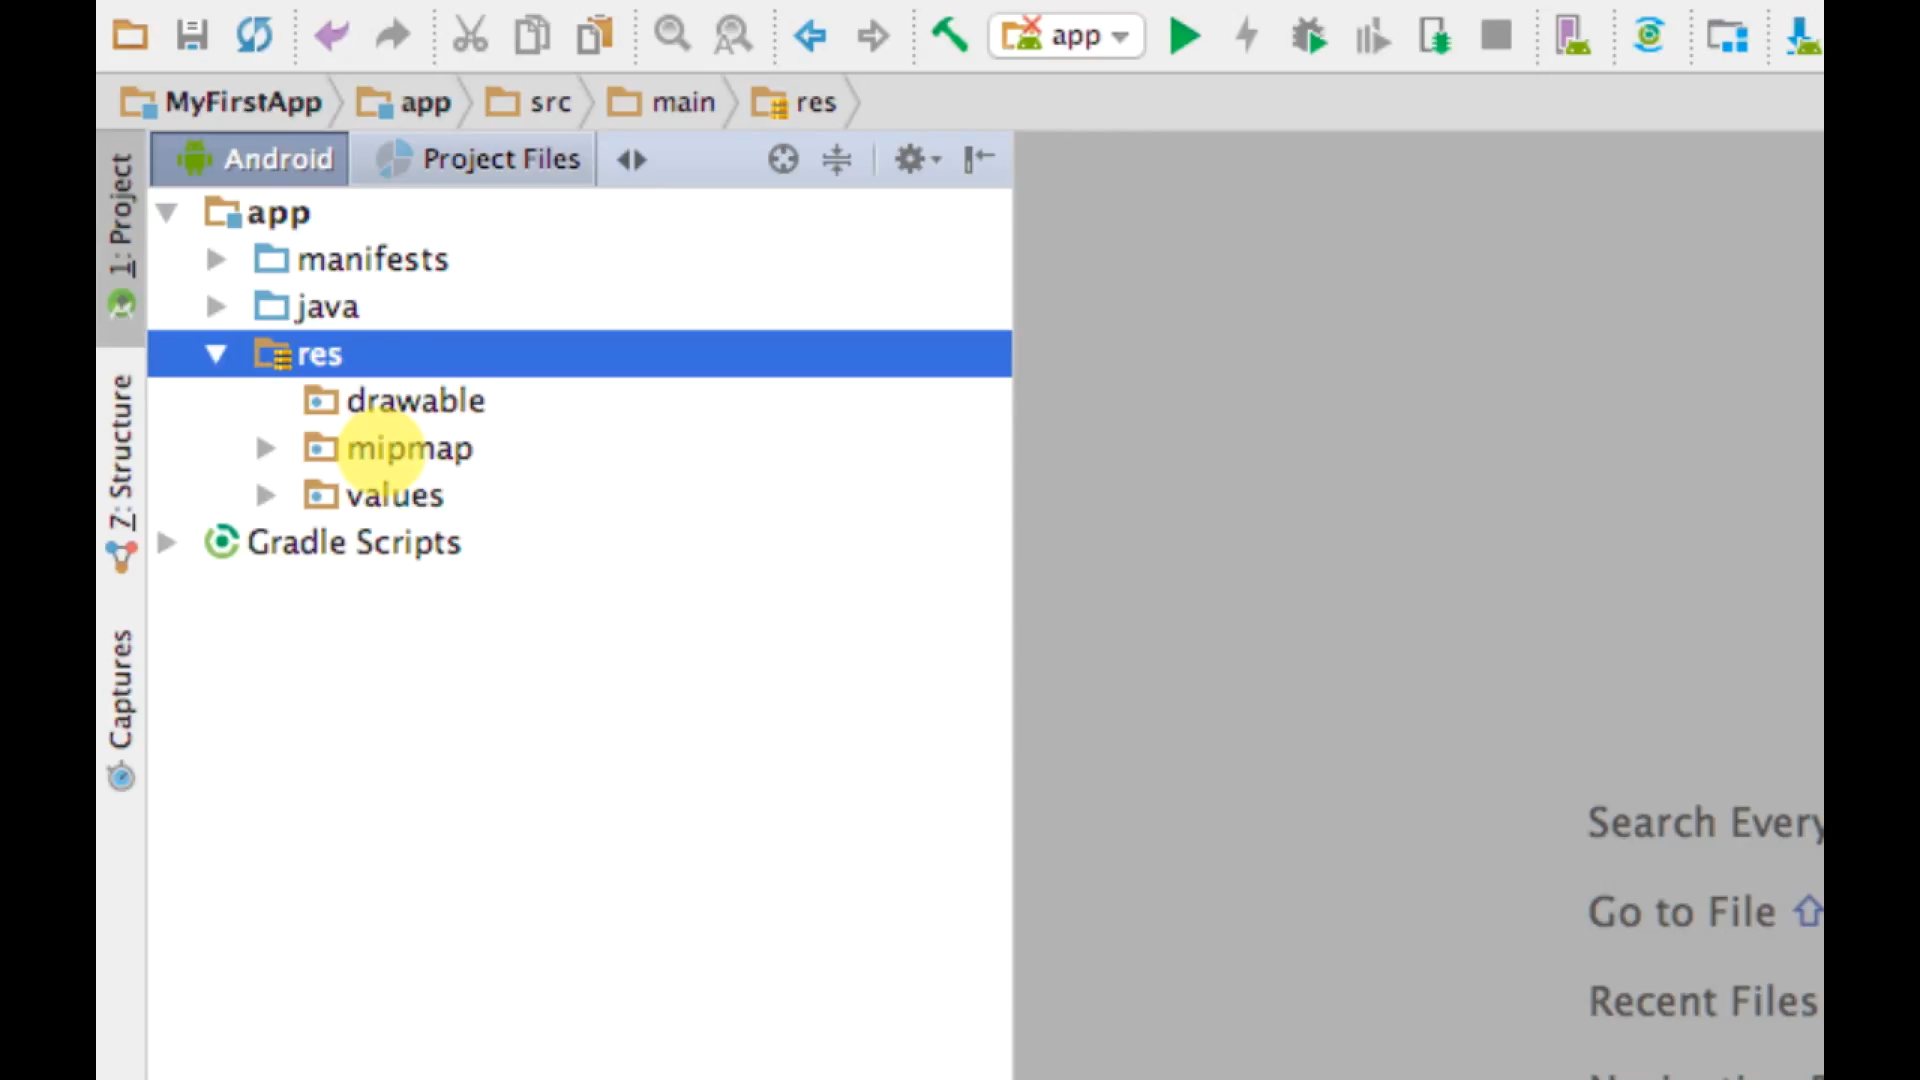 app
MyFirstApp app src main res
Android Project Files
1: Project
app
manifests
java
res
drawable
mipmap
values
Gradle Scripts
Z: Structure
Captures
Search Every
Go to File ⇧
Recent Files